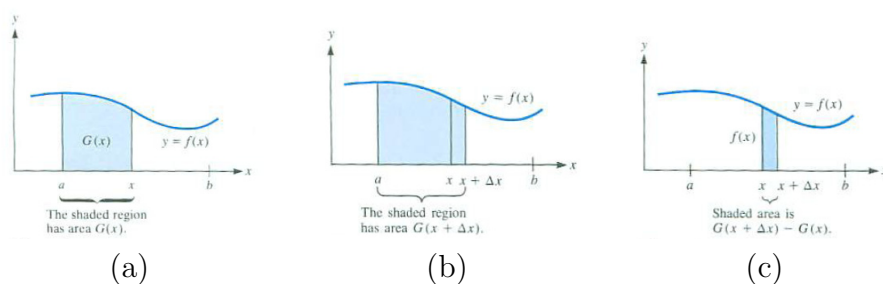 y
G(x)
y = f(x)
a
x
b
x
The shaded region
has area G(x).
(a)
y
y = f(x)
a
x
x + Δx
b
x
The shaded region
has area G(x + Δx).
(b)
y
f(x)
y = f(x)
a
x
x + Δx
b
Shaded area is
G(x + Δx) − G(x).
(c)